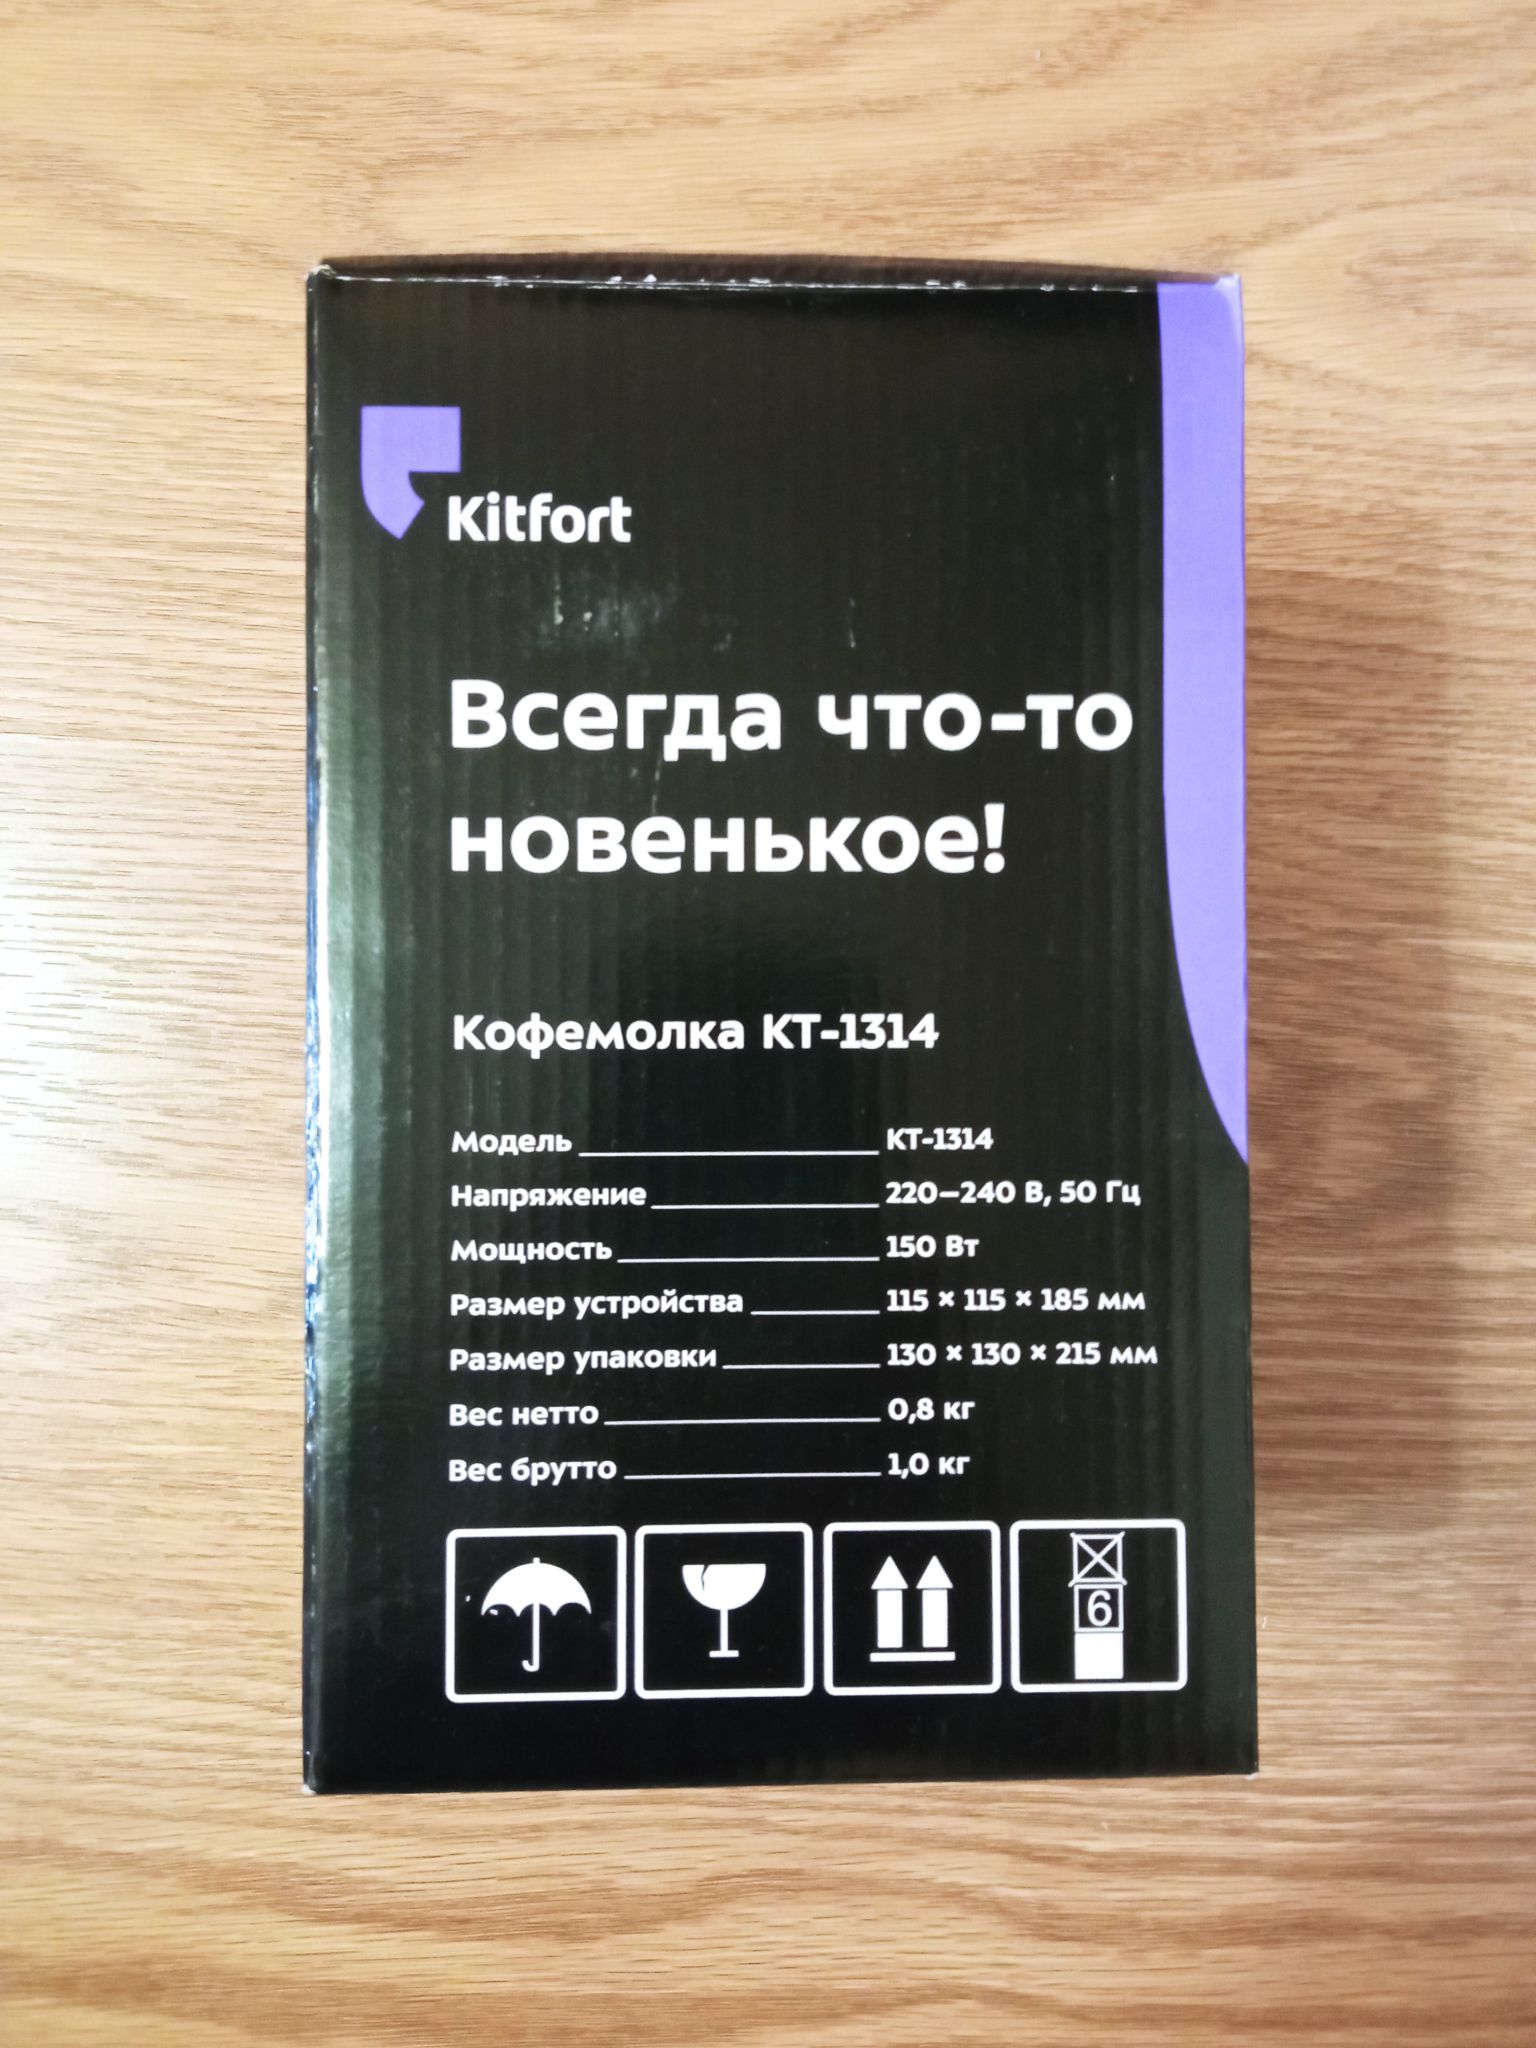 Kitfort
Всегда что-то
новенькое!
Кофемолка КТ-1314
Модель КТ-1314
Напряжение 220–240 В, 50 Гц
Мощность 150 Вт
Размер устройства 115 × 115 × 185 мм
Размер упаковки 130 × 130 × 215 мм
Вес нетто 0,8 кг
Вес брутто 1,0 кг
6